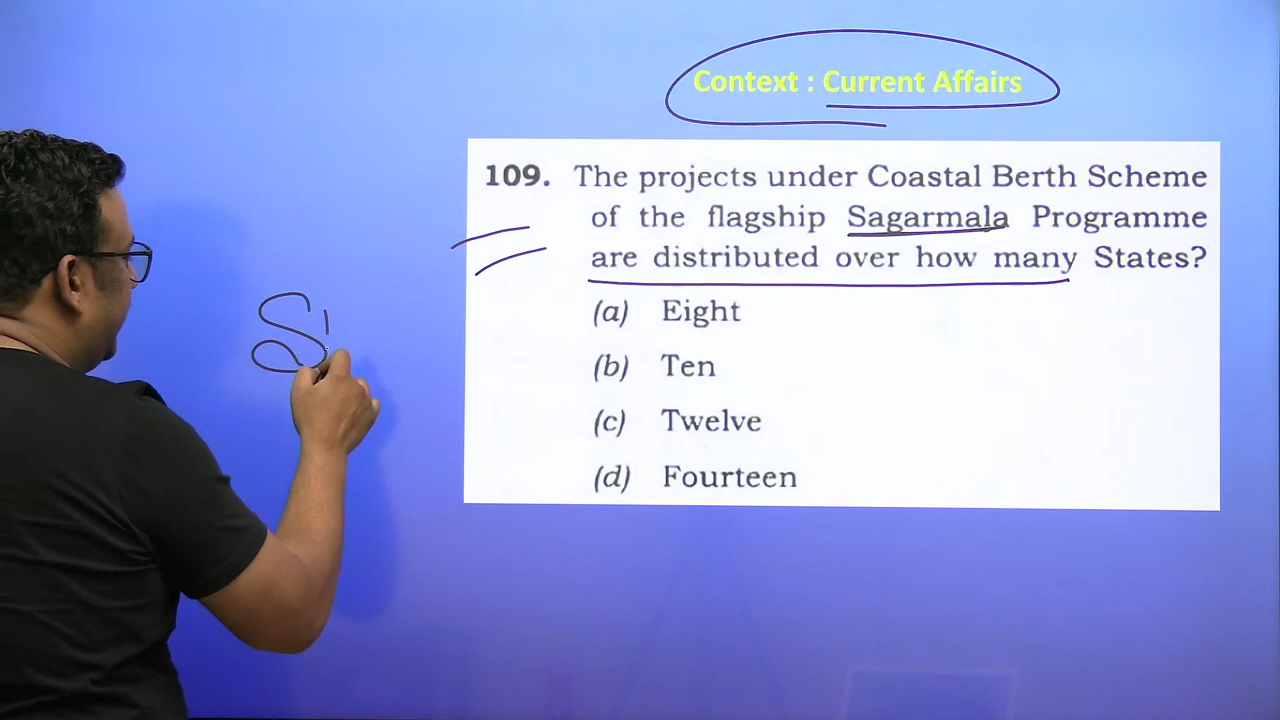 Context : Current Affairs
109. The projects under Coastal Berth Scheme
of the flagship Sagarmala Programme
are distributed over how many States?
(a) Eight
(b) Ten
(c) Twelve
(d) Fourteen